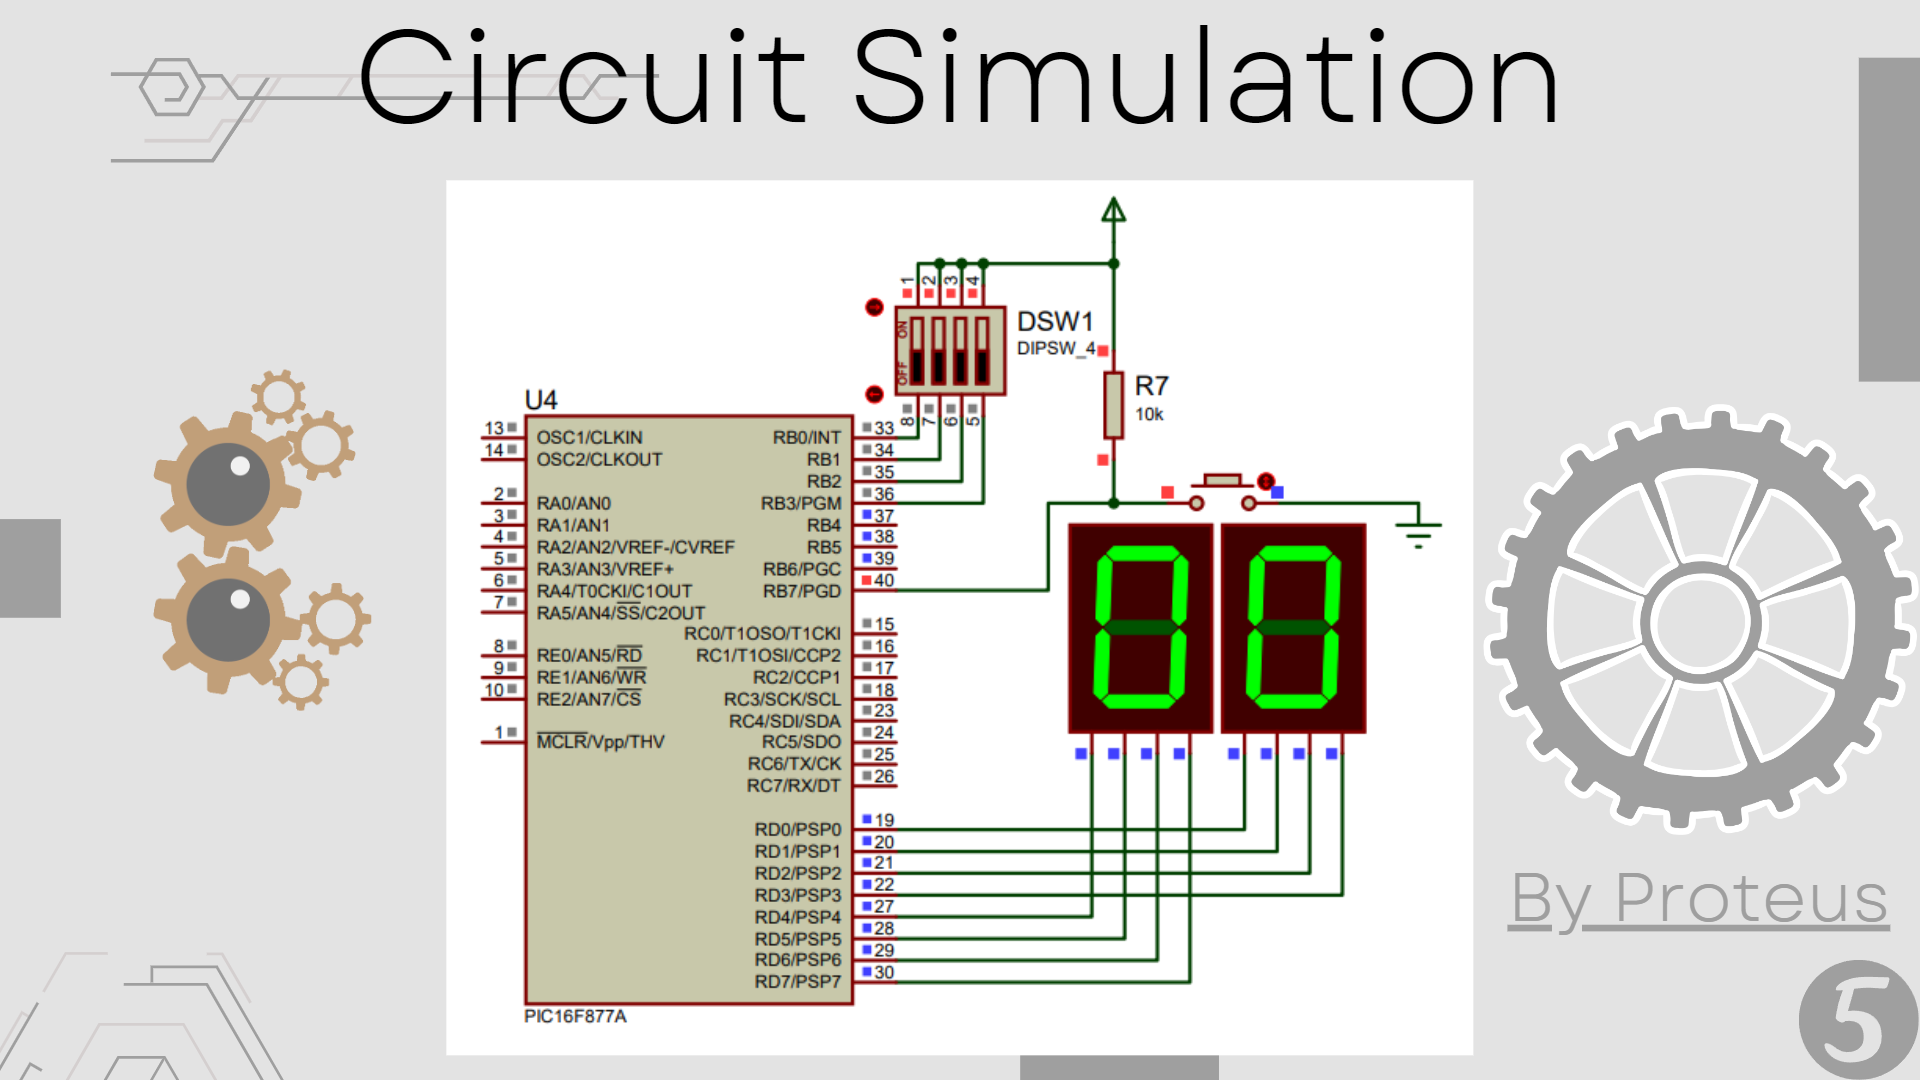 Circuit Simulation
1 2 3 4
ON
OFF
DSW1
DIPSW_4
8 7 6 5
R7
10k
U4
13 OSC1/CLKIN
14 OSC2/CLKOUT
2 RA0/AN0
3 RA1/AN1
4 RA2/AN2/VREF-/CVREF
5 RA3/AN3/VREF+
6 RA4/T0CKI/C1OUT
7 RA5/AN4/SS/C2OUT
8 RE0/AN5/RD
9 RE1/AN6/WR
10 RE2/AN7/CS
1 MCLR/Vpp/THV
RB0/INT 33
RB1 34
RB2 35
RB3/PGM 36
RB4 37
RB5 38
RB6/PGC 39
RB7/PGD 40
RC0/T1OSO/T1CKI 15
RC1/T1OSI/CCP2 16
RC2/CCP1 17
RC3/SCK/SCL 18
RC4/SDI/SDA 23
RC5/SDO 24
RC6/TX/CK 25
RC7/RX/DT 26
RD0/PSP0 19
RD1/PSP1 20
RD2/PSP2 21
RD3/PSP3 22
RD4/PSP4 27
RD5/PSP5 28
RD6/PSP6 29
RD7/PSP7 30
PIC16F877A
00
By Proteus
5